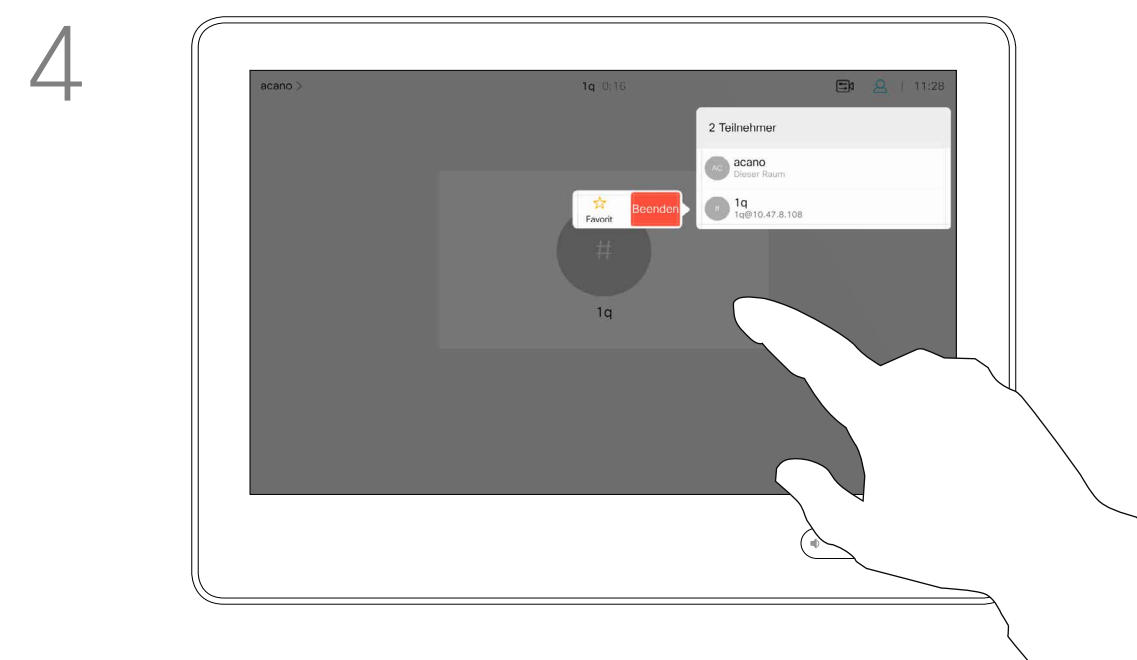 4
acano >
1q 0:16
11:28
2 Teilnehmer
AC
acano
Dieser Raum
Favorit
Beenden
#
1q
1q@10.47.8.108
#
1q